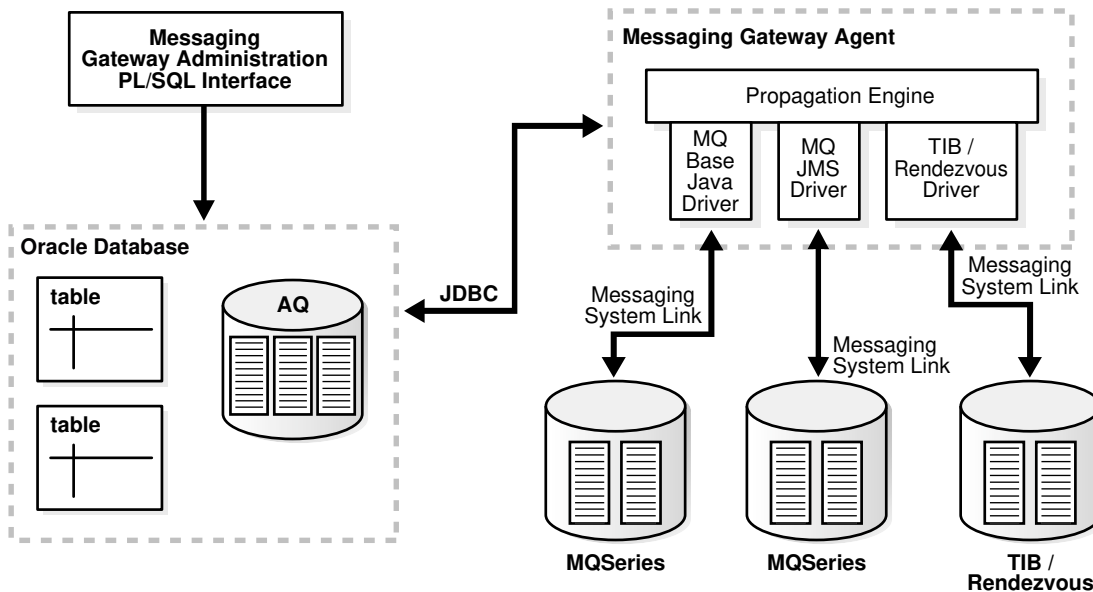 Messaging
Gateway Administration
PL/SQL Interface
Messaging Gateway Agent
Propagation Engine
MQ
Base
Java
Driver
MQ
JMS
Driver
TIB /
Rendezvous
Driver
Oracle Database
table
table
AQ
JDBC
Messaging
System Link
Messaging
System Link
Messaging
System Link
MQSeries
MQSeries
TIB /
Rendezvous